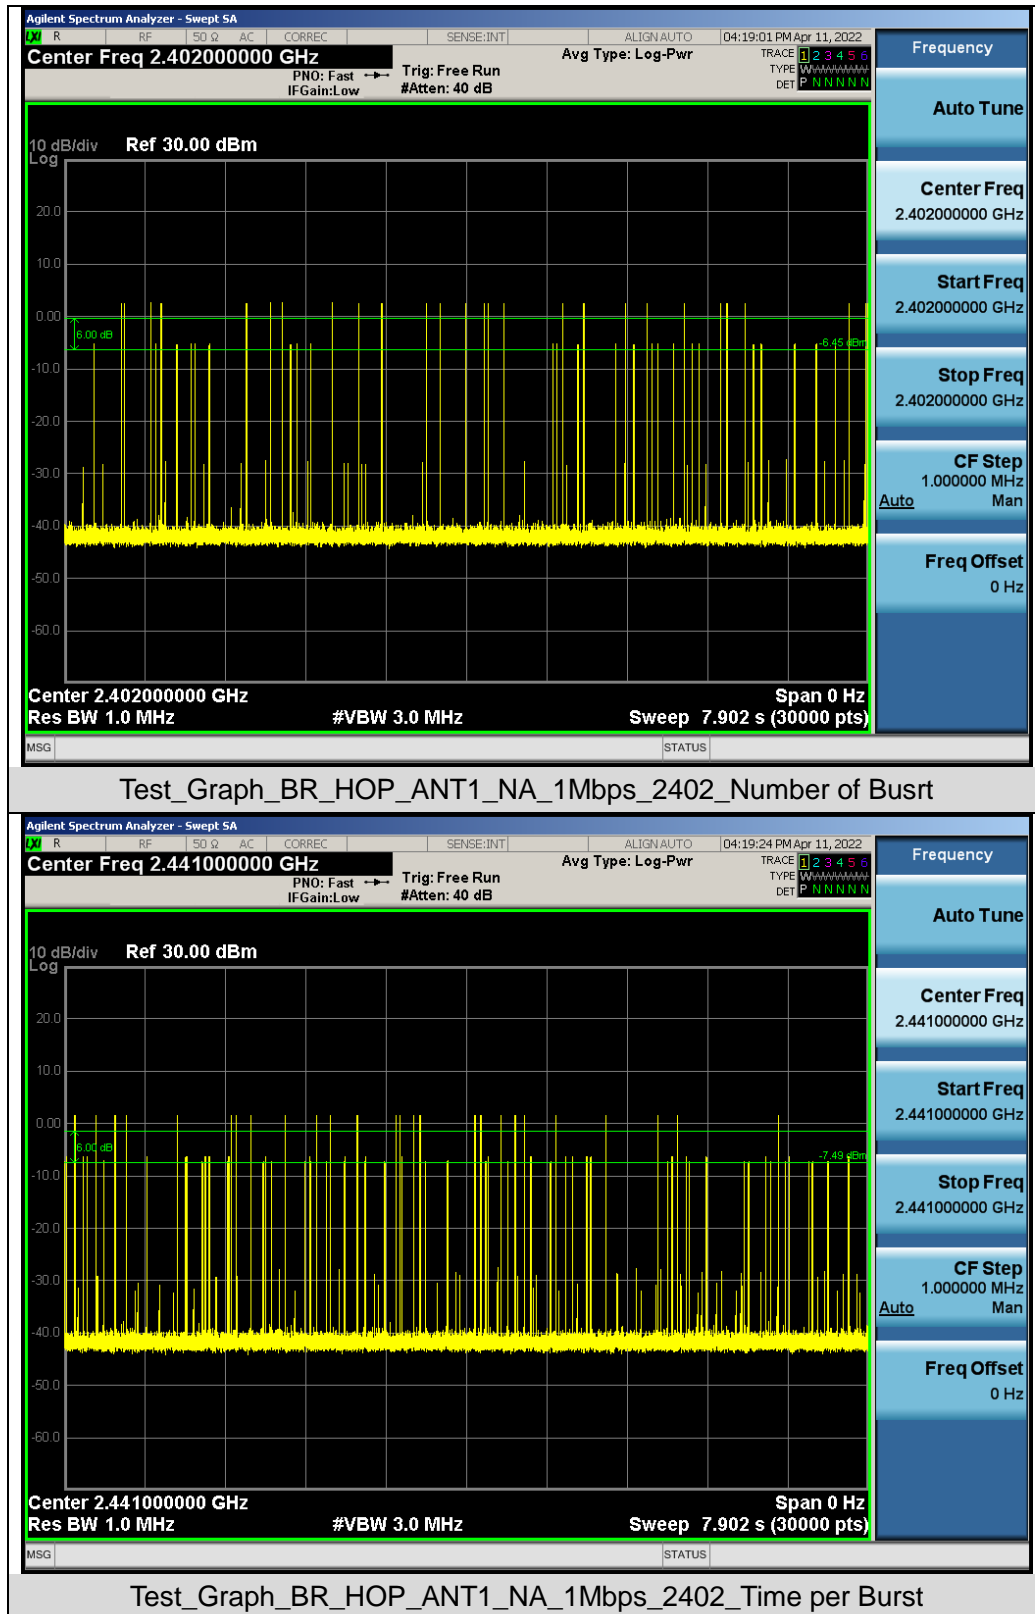 Agilent Spectrum Analyzer - Swept SA
LXI R RF 50 Ω AC CORREC SENSE:INT ALIGN AUTO 04:19:01 PM Apr 11, 2022
Center Freq 2.402000000 GHz Avg Type: Log-Pwr TRACE 1 2 3 4 5 6
PNO: Fast Trig: Free Run TYPE
IFGain:Low #Atten: 40 dB DET P N N N N N
Frequency
Auto Tune
10 dB/div Ref 30.00 dBm
Log
20.0
10.0
0.00
6.00 dB
-6.45 dBm
-10.0
-20.0
-30.0
-40.0
-50.0
-60.0
Center 2.402000000 GHz Span 0 Hz
Res BW 1.0 MHz #VBW 3.0 MHz Sweep 7.902 s (30000 pts)
MSG STATUS
Center Freq
2.402000000 GHz
Start Freq
2.402000000 GHz
Stop Freq
2.402000000 GHz
CF Step
1.000000 MHz
Auto Man
Freq Offset
0 Hz
Test_Graph_BR_HOP_ANT1_NA_1Mbps_2402_Number of Busrt
Agilent Spectrum Analyzer - Swept SA
LXI R RF 50 Ω AC CORREC SENSE:INT ALIGN AUTO 04:19:24 PM Apr 11, 2022
Center Freq 2.441000000 GHz Avg Type: Log-Pwr TRACE 1 2 3 4 5 6
PNO: Fast Trig: Free Run TYPE
IFGain:Low #Atten: 40 dB DET P N N N N N
Frequency
Auto Tune
10 dB/div Ref 30.00 dBm
Log
20.0
10.0
0.00
6.00 dB
-7.49 dBm
-10.0
-20.0
-30.0
-40.0
-50.0
-60.0
Center 2.441000000 GHz Span 0 Hz
Res BW 1.0 MHz #VBW 3.0 MHz Sweep 7.902 s (30000 pts)
MSG STATUS
Center Freq
2.441000000 GHz
Start Freq
2.441000000 GHz
Stop Freq
2.441000000 GHz
CF Step
1.000000 MHz
Auto Man
Freq Offset
0 Hz
Test_Graph_BR_HOP_ANT1_NA_1Mbps_2402_Time per Burst